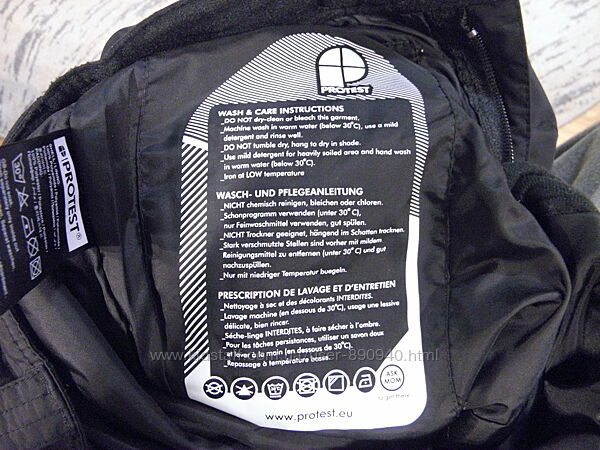 PROTEST
WASH & CARE INSTRUCTIONS
_DO NOT dry-clean or bleach this garment.
_Machine wash in warm water (below 30°C), use a mild
detergent and rinse well.
_DO NOT tumble dry, hang to dry in shade.
_Use mild detergent for heavily soiled area and hand wash
in warm water (below 30°C).
_Iron at LOW temperature
WASCH- UND PFLEGEANLEITUNG
_NICHT chemisch reinigen, bleichen oder chloren.
_Schonprogramm verwenden (unter 30°C),
nur Feinwaschmittel verwenden, gut spülen.
_NICHT Trockner geeignet, hängend im Schatten trocknen.
_Stark verschmutzte Stellen sind vorher mit mildem
Reinigungsmittel zu entfernen (unter 30°C) und gut
nachzuspülen.
_Nur mit niedriger Temperatur buegeln.
PRESCRIPTION DE LAVAGE ET D'ENTRETIEN
_Nettoyage à sec et des décolorants INTERDITES.
_Lavage machine (en dessous de 30°C), usage une lessive
délicate, bien rincer.
_Sèche-linge INTERDITES, à faire sécher à l'ombre.
_Pour les tâches persistantes, utiliser un savon doux
et laver à la main (en dessous de 30°C).
_Repassage à température basse
ASK
MOM
to get there
www.protest.eu
PROTEST